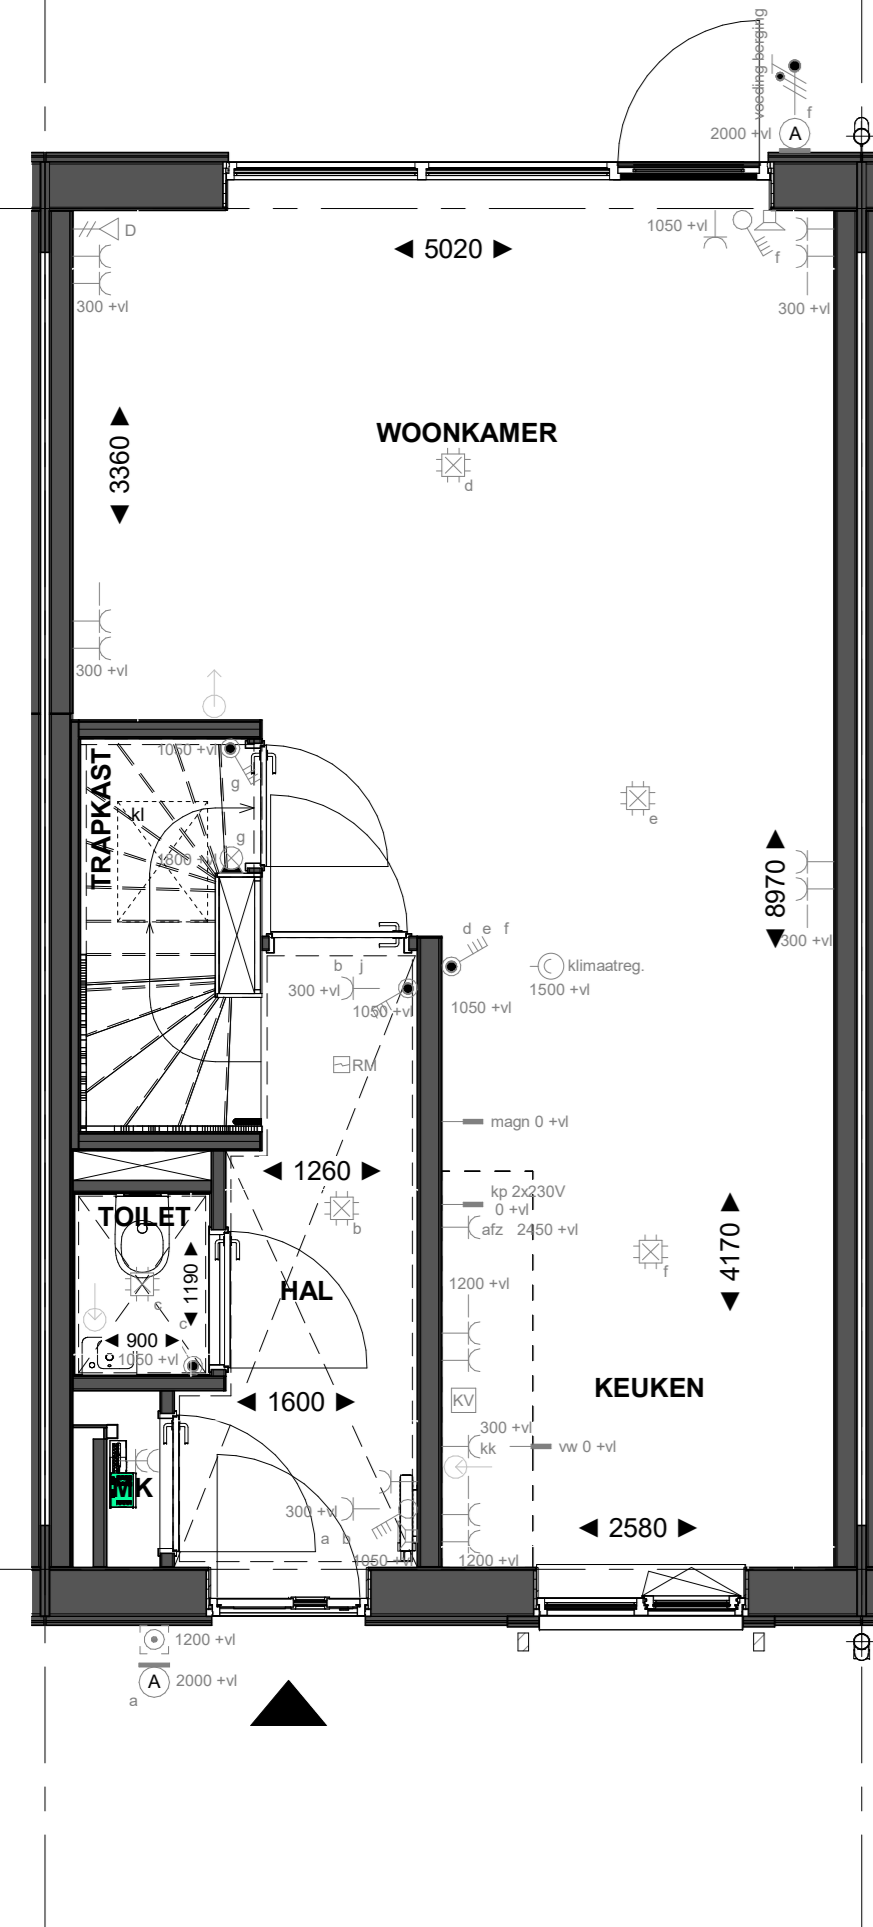 voeding berging
f
2000 +vl
A
D
300 +vl
5020
1050 +vl
f
300 +vl
WOONKAMER
d
3360
300 +vl
TRAPKAST
1050 +vl
g
kl
g
1800 +vl
e
8970
300 +vl
d e f
klimaatreg.
1500 +vl
1050 +vl
b j
300 +vl
1050 +vl
RM
magn 0 +vl
1260
kp 2x230V
0 +vl
afz 2450 +vl
b
f
4170
TOILET
1190
c
c
900
1050 +vl
HAL
1200 +vl
1600
KV
KEUKEN
300 +vl
kk
vw 0 +vl
MK
300 +vl
a b
1050 +vl
1200 +vl
2580
1200 +vl
A
2000 +vl
a